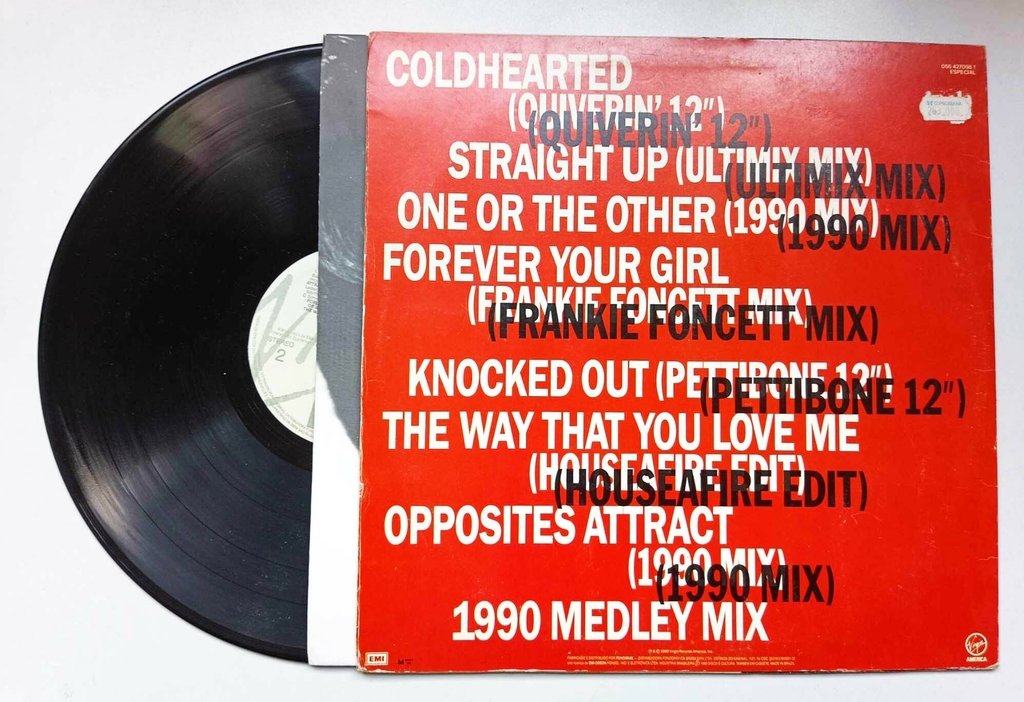 COLDHEARTED
(QUIVERIN' 12")
(QUIVERIN' 12")
STRAIGHT UP (ULTIMIX MIX)
(ULTIMIX MIX)
ONE OR THE OTHER (1990 MIX)
(1990 MIX)
FOREVER YOUR GIRL
(FRANKIE FONCETT MIX)
(FRANKIE FONCETT MIX)
KNOCKED OUT (PETTIBONE 12")
(PETTIBONE 12")
THE WAY THAT YOU LOVE ME
(HOUSEAFIRE EDIT)
(HOUSEAFIRE EDIT)
OPPOSITES ATTRACT
(1990 MIX)
(1990 MIX)
1990 MEDLEY MIX
056 427098 1
ESPECIAL
STEREO
2
EMI
Virgin
AMERICA